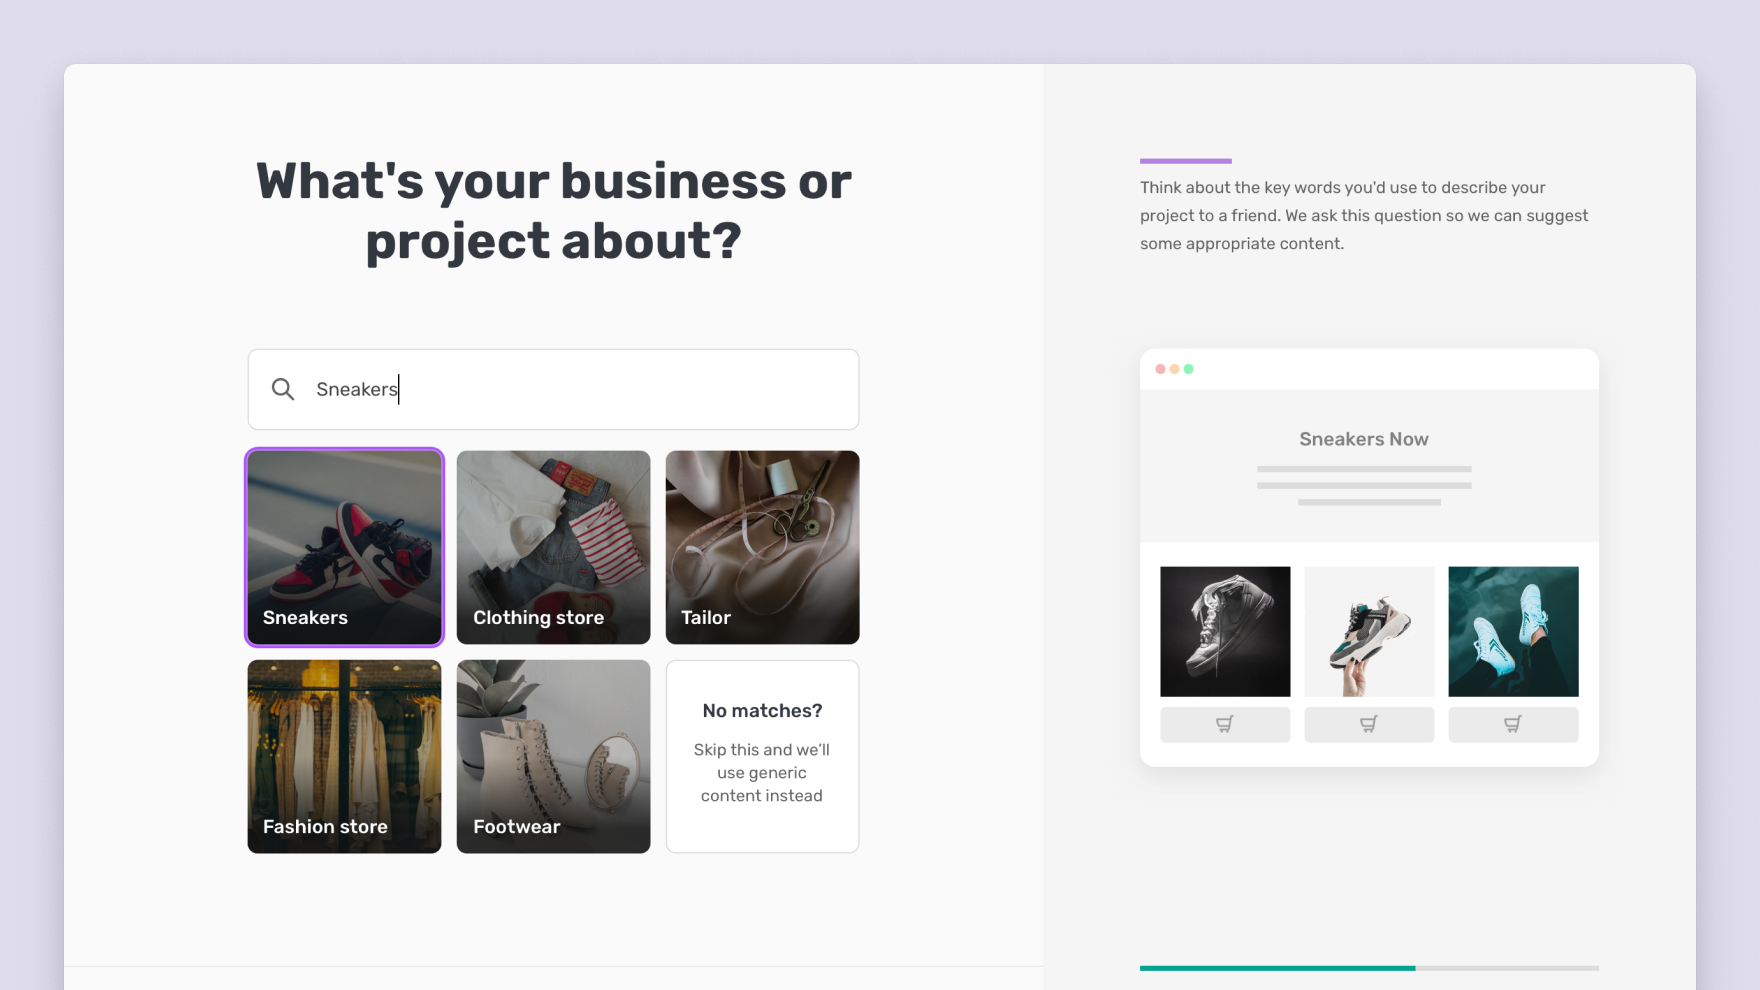 What's your business or
project about?
Sneakers
Sneakers
Clothing store
Tailor
Fashion store
Footwear
No matches?
Skip this and we’ll
use generic
content instead
Think about the key words you'd use to describe your
project to a friend. We ask this question so we can suggest
some appropriate content.
Sneakers Now